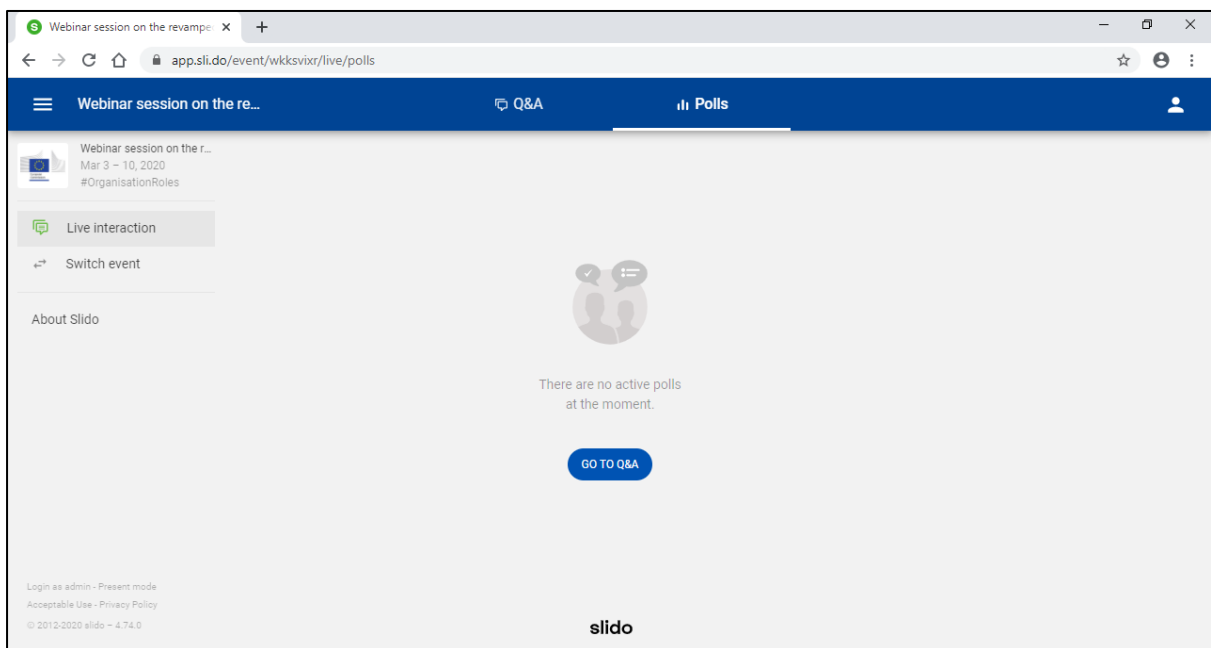 Webinar session on the revampe
app.sli.do/event/wkksvixr/live/polls
Webinar session on the re...
Q&A
Polls
Webinar session on the r...
Mar 3 – 10, 2020
#OrganisationRoles
Live interaction
Switch event
About Slido
There are no active polls
at the moment.
GO TO Q&A
Login as admin - Present mode
Acceptable Use - Privacy Policy
© 2012-2020 slido – 4.74.0
slido